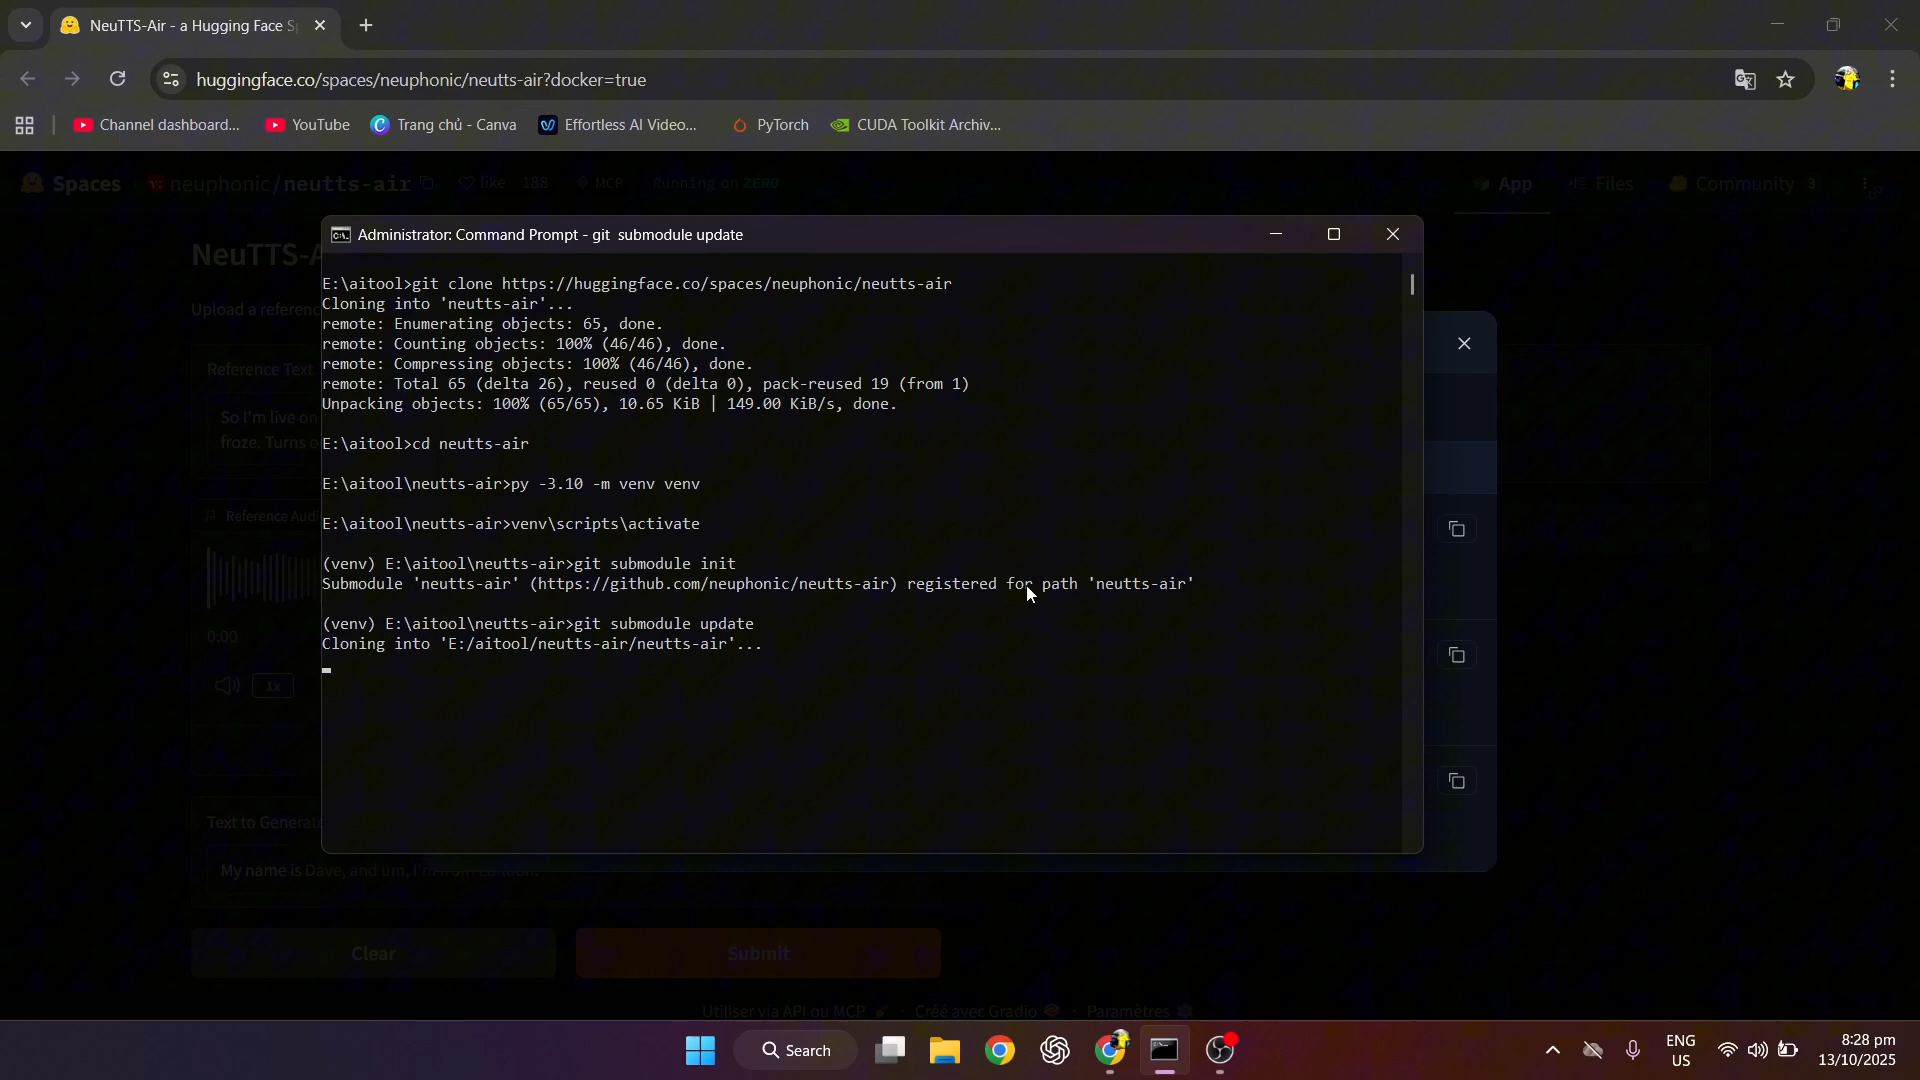 NeuTTS-Air - a Hugging Face S
huggingface.co/spaces/neuphonic/neutts-air?docker=true
Channel dashboard...
YouTube
Trang chủ - Canva
Effortless AI Video...
PyTorch
CUDA Toolkit Archiv...
Spaces
neuphonic/neutts-air
like 188
MCP
Running on ZERO
App
Files
Community 3
Administrator: Command Prompt - git  submodule update
NeuTTS-A
Upload a referenc
Reference Text
So I'm live on
froze. Turns o
Reference Audi
0:00
1x
Text to Generate
My name is Dave, and um, I'm from London.
E:\aitool>git clone https://huggingface.co/spaces/neuphonic/neutts-air
Cloning into 'neutts-air'...
remote: Enumerating objects: 65, done.
remote: Counting objects: 100% (46/46), done.
remote: Compressing objects: 100% (46/46), done.
remote: Total 65 (delta 26), reused 0 (delta 0), pack-reused 19 (from 1)
Unpacking objects: 100% (65/65), 10.65 KiB | 149.00 KiB/s, done.
E:\aitool>cd neutts-air
E:\aitool\neutts-air>py -3.10 -m venv venv
E:\aitool\neutts-air>venv\scripts\activate
(venv) E:\aitool\neutts-air>git submodule init
Submodule 'neutts-air' (https://github.com/neuphonic/neutts-air) registered for path 'neutts-air'
(venv) E:\aitool\neutts-air>git submodule update
Cloning into 'E:/aitool/neutts-air/neutts-air'...
Clear
Submit
Utiliser via API ou MCP
Créé avec Gradio
Paramètres
Search
ENG
US
8:28 pm
13/10/2025